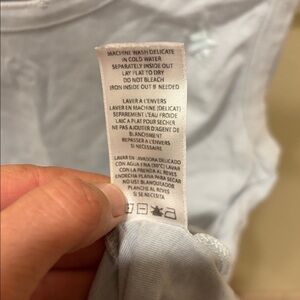 MACHINE WASH DELICATE
IN COLD WATER
SEPARATELY INSIDE OUT
LAY FLAT TO DRY
DO NOT BLEACH
IRON INSIDE OUT IF NEEDED
LAVER A L'ENVERS
LAVER EN MACHINE (DELICAT)
SEPAREMENT L'EAU FROIDE
A PLAT POUR SECHER
NE PAS AJOUTER D'AGENT DE
BLANCHIMENT
REPASSER A L'ENVERS
SI NECESSAIRE
LAVAR EN LAVADORA DELICADO
CON AGUA FRIA (30°C) LAVAR
CON LA PRENDA AL REVES
PARA SECAR
NO USE BLANQUEADOR
PLANCHE AL REVES
SI SE NECESITA